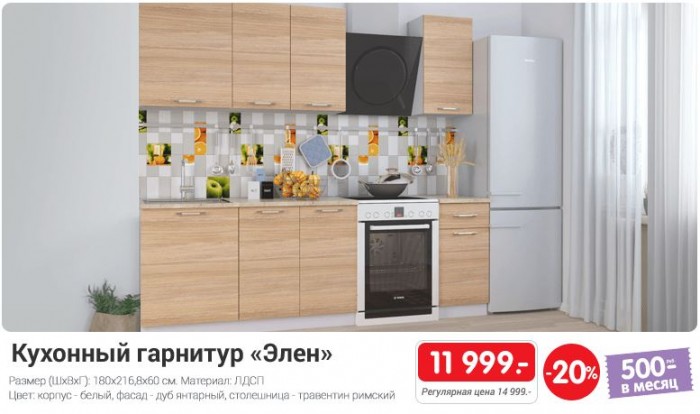 Кухонный гарнитур «Элен»
Размер (ШхВхГ): 180х216,8х60 см. Материал: ЛДСП
Цвет: корпус - белый, фасад - дуб янтарный, столешница - травентин римский
11 999.-
Регулярная цена 14 999.-
-20%
500 руб.
в месяц